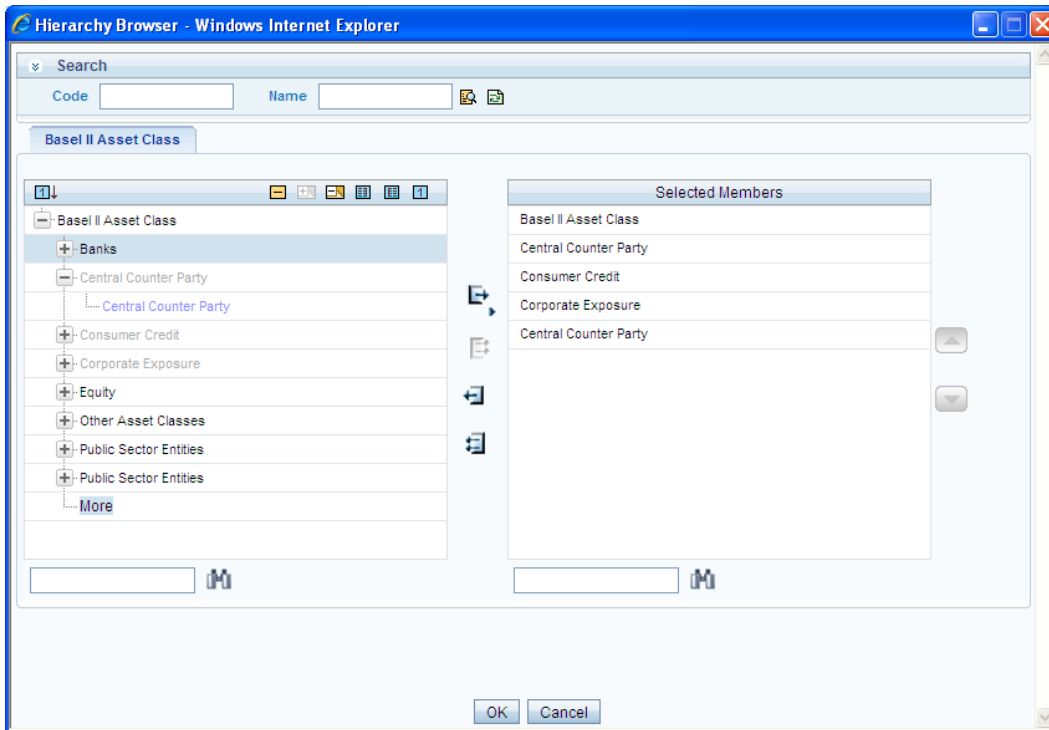 Hierarchy Browser - Windows Internet Explorer
Search
Code Name
Basel II Asset Class
Selected Members
Basel II Asset Class
Banks
Central Counter Party
Central Counter Party
Consumer Credit
Corporate Exposure
Equity
Other Asset Classes
Public Sector Entities
Public Sector Entities
More
Basel II Asset Class
Central Counter Party
Consumer Credit
Corporate Exposure
Central Counter Party
OK Cancel